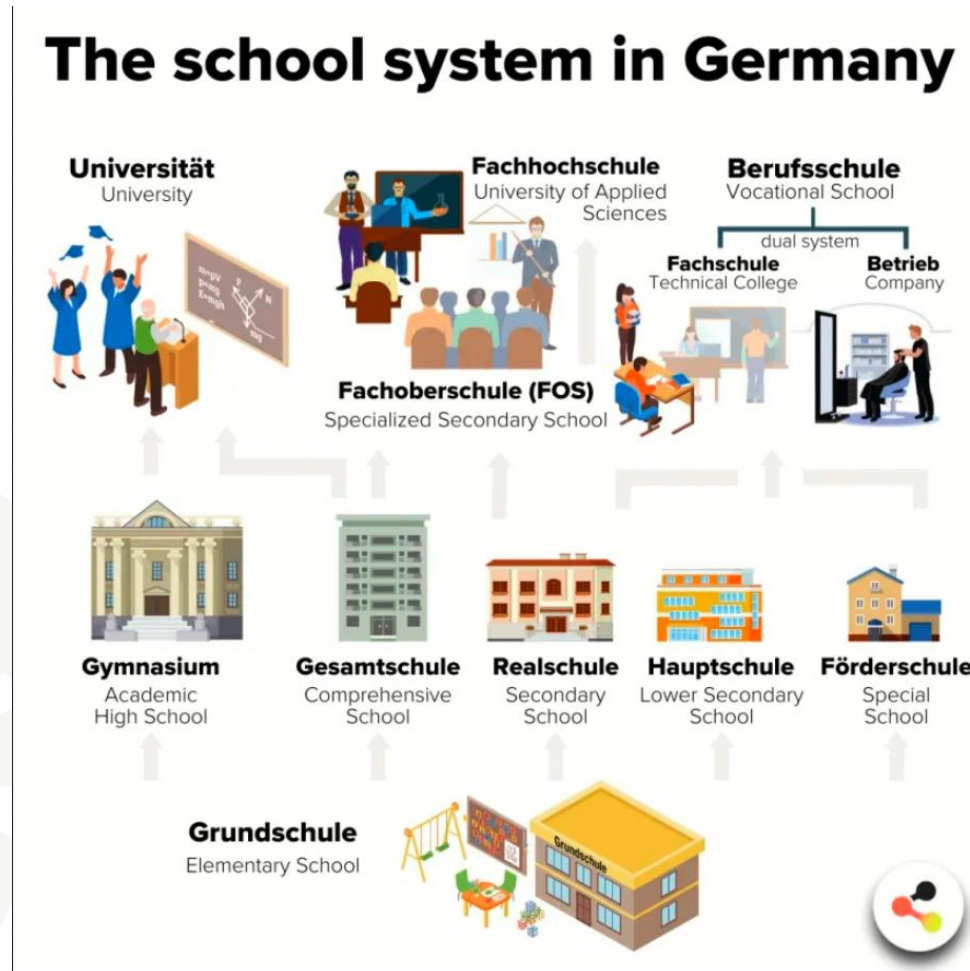 The school system in Germany
Universität
University
Fachhochschule
University of Applied
Sciences
Berufsschule
Vocational School
dual system
Fachschule
Technical College
Betrieb
Company
Fachoberschule (FOS)
Specialized Secondary School
Gymnasium
Academic
High School
Gesamtschule
Comprehensive
School
Realschule
Secondary
School
Hauptschule
Lower Secondary
School
Förderschule
Special
School
Grundschule
Elementary School
Grundschule